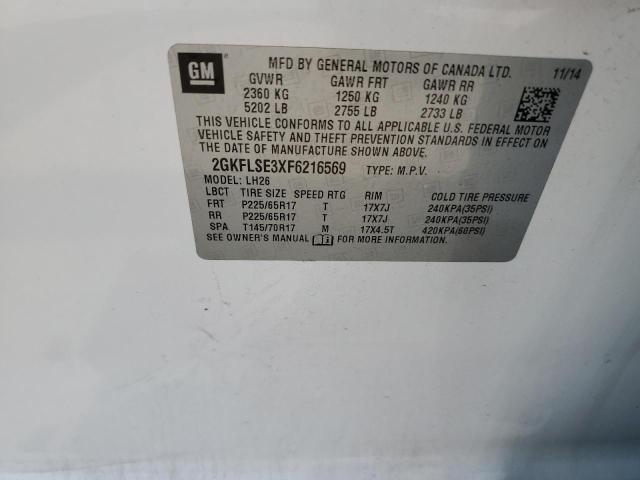 GM
MFD BY GENERAL MOTORS OF CANADA LTD. 11/14
GVWR GAWR FRT GAWR RR
2360 KG 1250 KG 1240 KG
5202 LB 2755 LB 2733 LB
THIS VEHICLE CONFORMS TO ALL APPLICABLE U.S. FEDERAL MOTOR
VEHICLE SAFETY AND THEFT PREVENTION STANDARDS IN EFFECT ON
THE DATE OF MANUFACTURE SHOWN ABOVE.
2GKFLSE3XF6216569 TYPE: M.P.V.
MODEL: LH26
LBCT TIRE SIZE SPEED RTG RIM COLD TIRE PRESSURE
FRT P225/65R17 T 17X7J 240KPA(35PSI)
RR P225/65R17 T 17X7J 240KPA(35PSI)
SPA T145/70R17 M 17X4.5T 420KPA(60PSI)
SEE OWNER'S MANUAL FOR MORE INFORMATION.